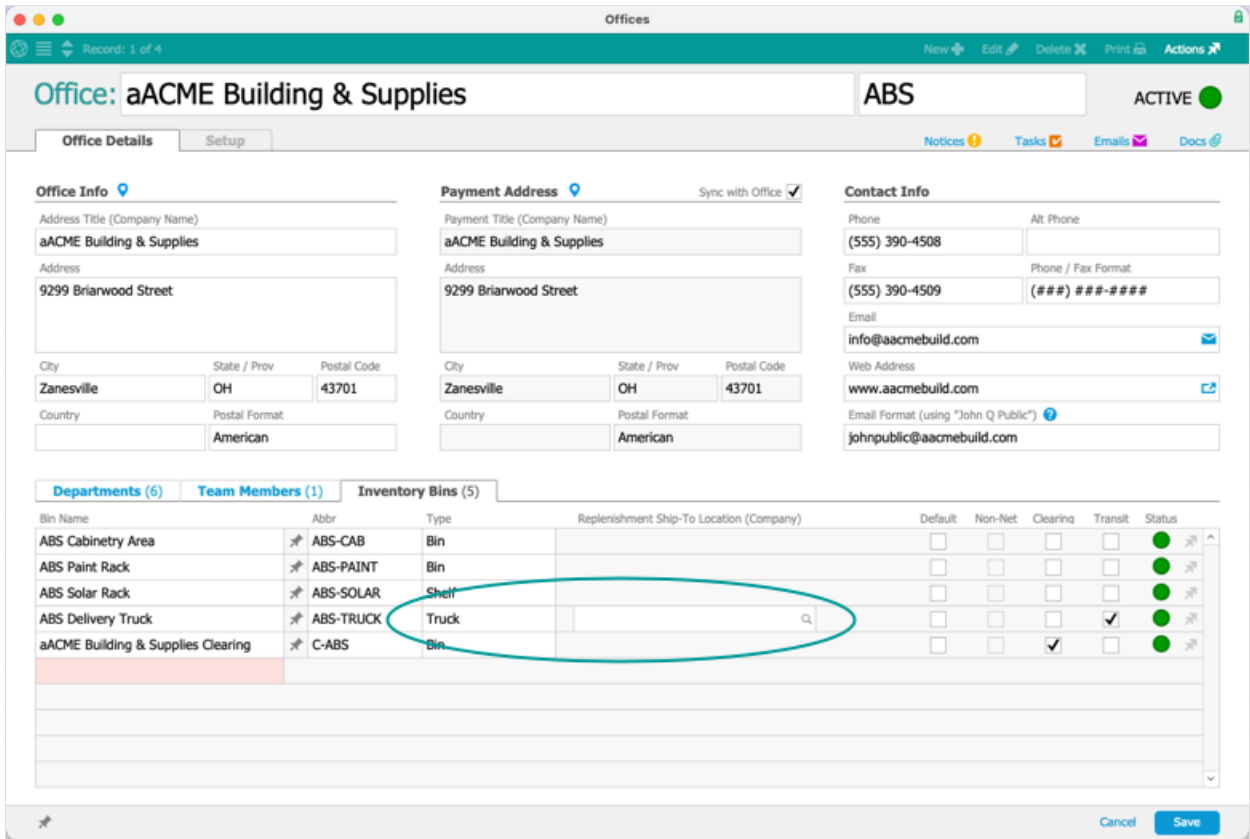 Offices
Record: 1 of 4 New Edit Delete Print Actions
Office: aACME Building & Supplies ABS ACTIVE
Office Details Setup Notices Tasks Emails Docs
Office Info Payment Address Sync with Office Contact Info
Address Title (Company Name) Payment Title (Company Name) Phone Alt Phone
aACME Building & Supplies aACME Building & Supplies (555) 390-4508
Address Address Fax Phone / Fax Format
9299 Briarwood Street 9299 Briarwood Street (555) 390-4509 (###) ###-####
Email
info@aacmebuild.com
City State / Prov Postal Code City State / Prov Postal Code Web Address
Zanesville OH 43701 Zanesville OH 43701 www.aacmebuild.com
Country Postal Format Country Postal Format Email Format (using "John Q Public")
American American johnpublic@aacmebuild.com
Departments (6) Team Members (1) Inventory Bins (5)
Bin Name Abbr Type Replenishment Ship-To Location (Company) Default Non-Net Clearing Transit Status
ABS Cabinetry Area ABS-CAB Bin
ABS Paint Rack ABS-PAINT Bin
ABS Solar Rack ABS-SOLAR Shelf
ABS Delivery Truck ABS-TRUCK Truck
aACME Building & Supplies Clearing C-ABS Bin
Cancel Save